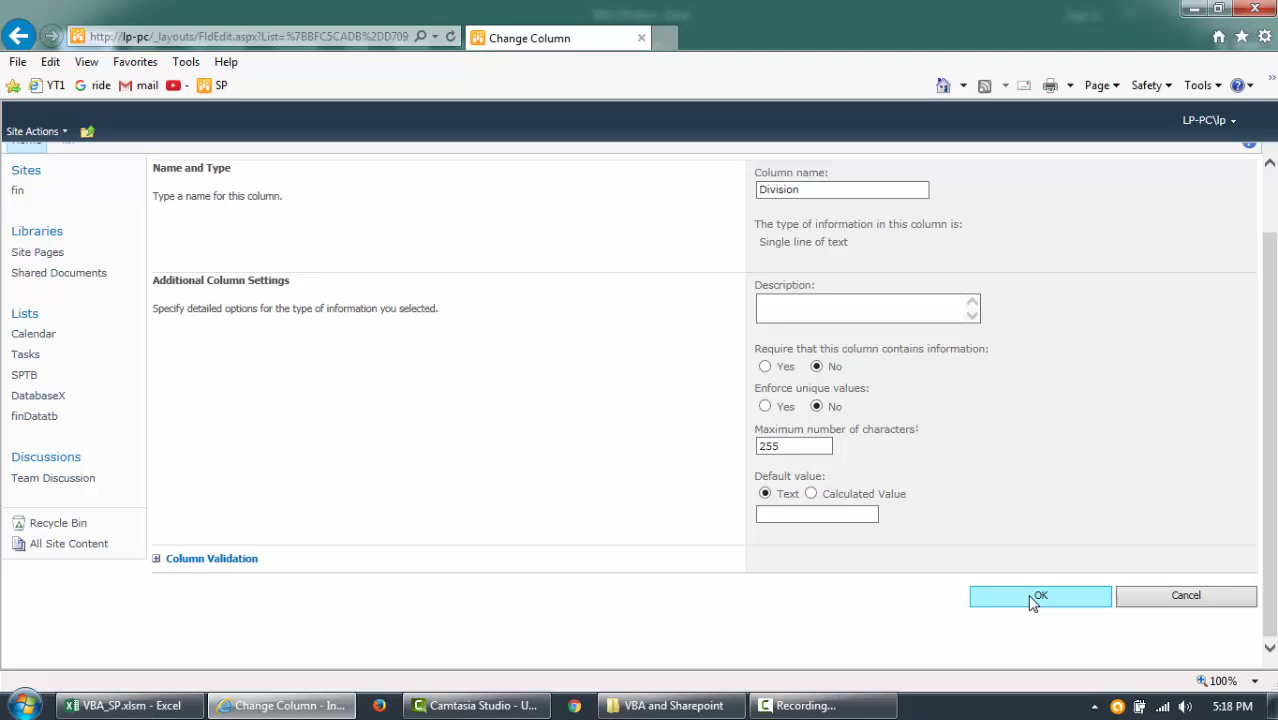 http://lp-pc/_layouts/FldEdit.aspx?List=%7BBFC5CADB%2DD709
Change Column
File Edit View Favorites Tools Help
YT1 ride mail SP
Page Safety Tools
Site Actions
LP-PC\lp
Sites
fin
Libraries
Site Pages
Shared Documents
Lists
Calendar
Tasks
SPTB
DatabaseX
finDatatb
Discussions
Team Discussion
Recycle Bin
All Site Content
Name and Type
Type a name for this column.
Column name:
Division
The type of information in this column is:
Single line of text
Additional Column Settings
Specify detailed options for the type of information you selected.
Description:
Require that this column contains information:
Yes No
Enforce unique values:
Yes No
Maximum number of characters:
255
Default value:
Text Calculated Value
Column Validation
OK Cancel
100%
VBA_SP.xlsm - Excel
Change Column - In...
Camtasia Studio - U...
VBA and Sharepoint
Recording...
5:18 PM